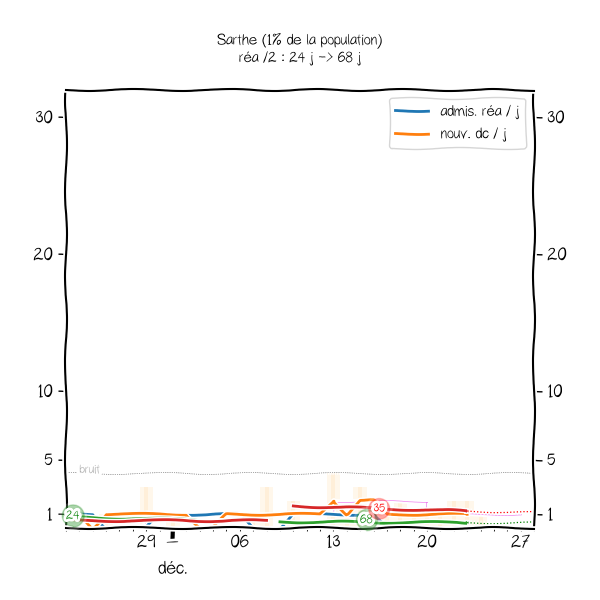 Sarthe (1% de la population)
réa /2 : 24 j -> 68 j
admis. réa / j
nouv. dc / j
30 30
20 20
10 10
5 5
bruit
1 1
24 35 68
29 06 13 20 27
déc.